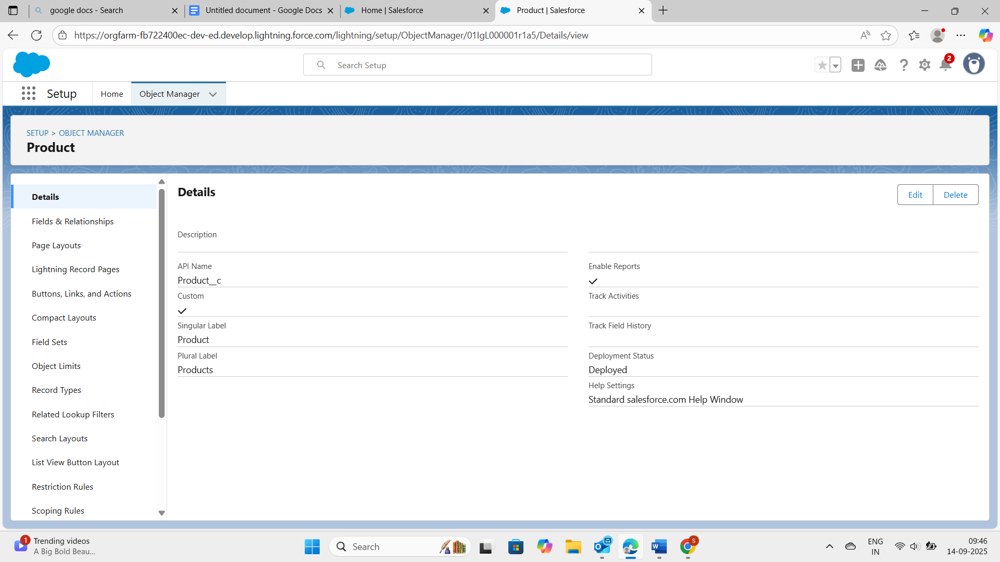 google docs - Search
Untitled document - Google Docs
Home | Salesforce
Product | Salesforce
https://orgfarm-fb722400ec-dev-ed.develop.lightning.force.com/lightning/setup/ObjectManager/01IgL000001r1a5/Details/view
Search Setup
2
Setup
Home
Object Manager
SETUP > OBJECT MANAGER
Product
Details
Fields & Relationships
Page Layouts
Lightning Record Pages
Buttons, Links, and Actions
Compact Layouts
Field Sets
Object Limits
Record Types
Related Lookup Filters
Search Layouts
List View Button Layout
Restriction Rules
Scoping Rules
Details
Edit
Delete
Description
API Name
Product__c
Custom
Singular Label
Product
Plural Label
Products
Enable Reports
Track Activities
Track Field History
Deployment Status
Deployed
Help Settings
Standard salesforce.com Help Window
1
Trending videos
A Big Bold Beau...
Search
S
ENG
IN
09:46
14-09-2025